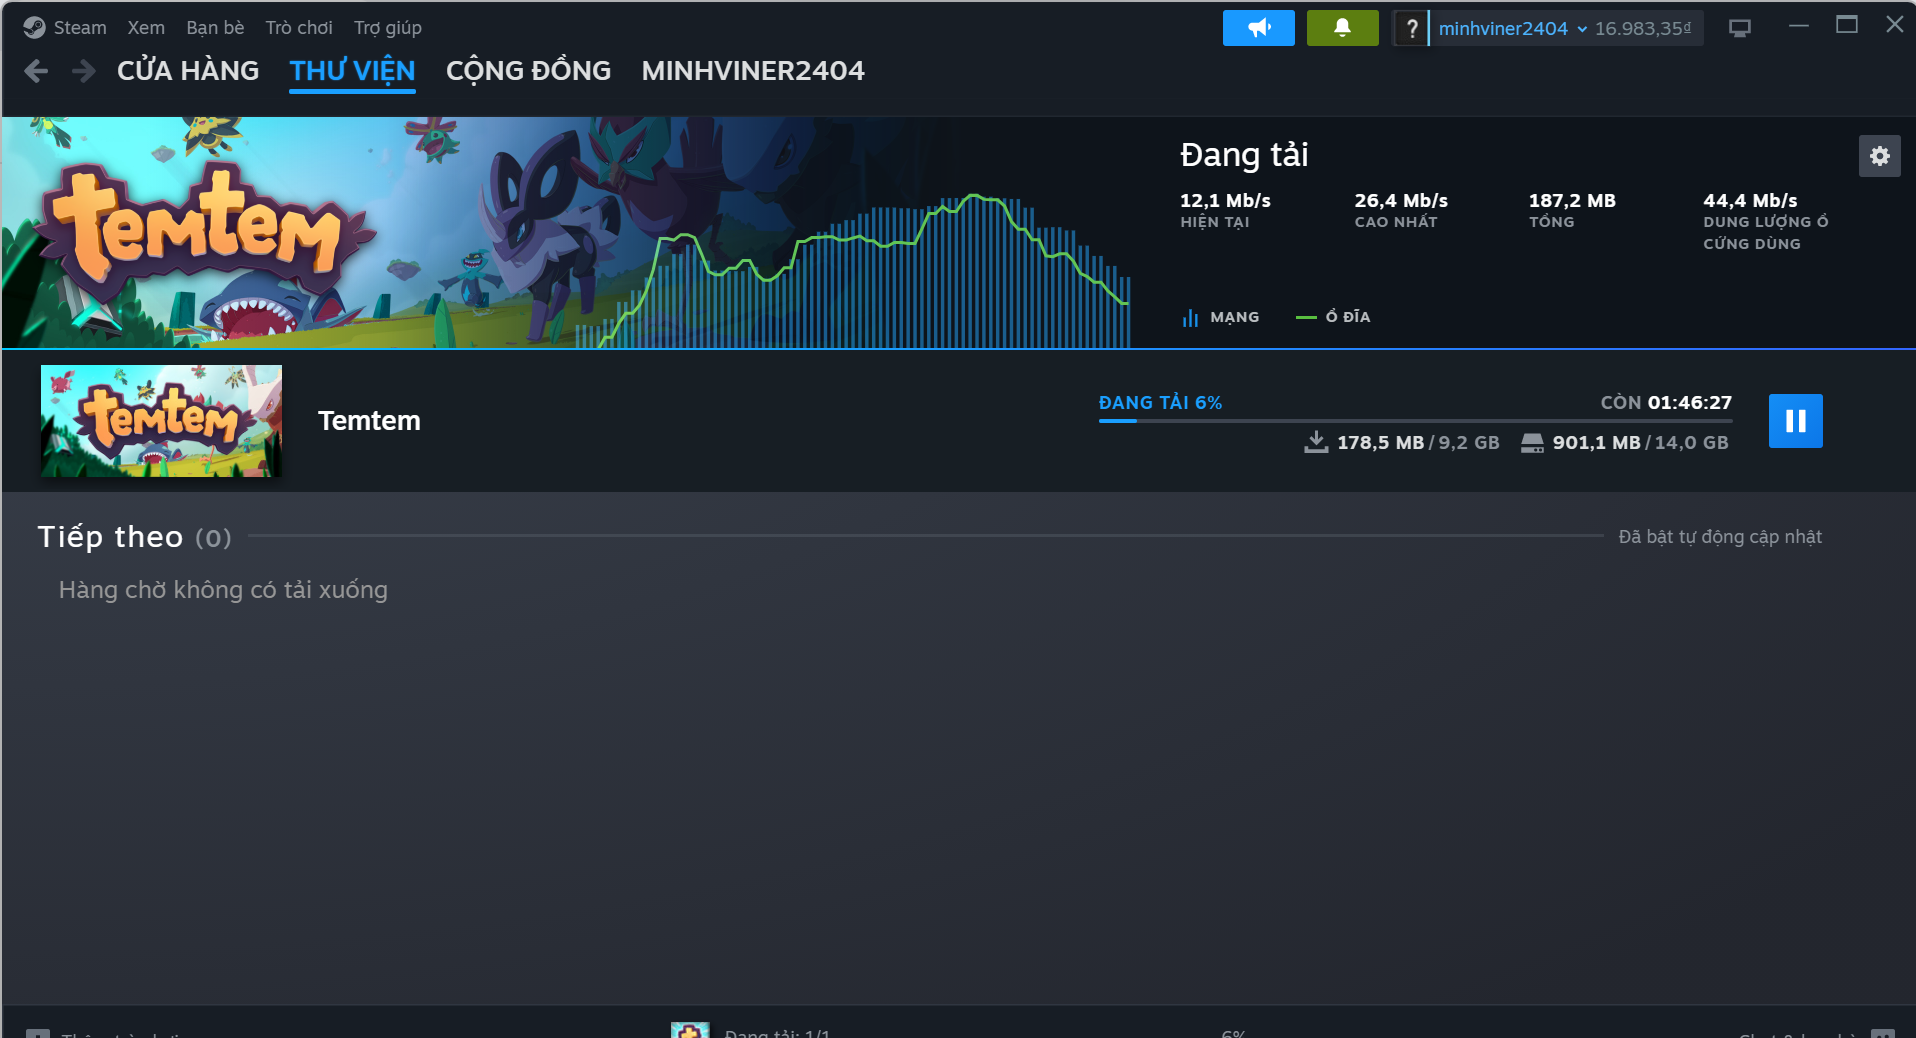 Steam Xem Bạn bè Trò chơi Trợ giúp
? minhviner2404 16.983,35₫
CỬA HÀNG THƯ VIỆN CỘNG ĐỒNG MINHVINER2404
temtem
Đang tải
12,1 Mb/s 26,4 Mb/s 187,2 MB 44,4 Mb/s
HIỆN TẠI CAO NHẤT TỔNG DUNG LƯỢNG Ổ
CỨNG DÙNG
MẠNG Ổ ĐĨA
temtem
Temtem
ĐANG TẢI 6% CÒN 01:46:27
178,5 MB / 9,2 GB 901,1 MB / 14,0 GB
Tiếp theo (0) Đã bật tự động cập nhật
Hàng chờ không có tải xuống
Đang tải: 1/1 6%